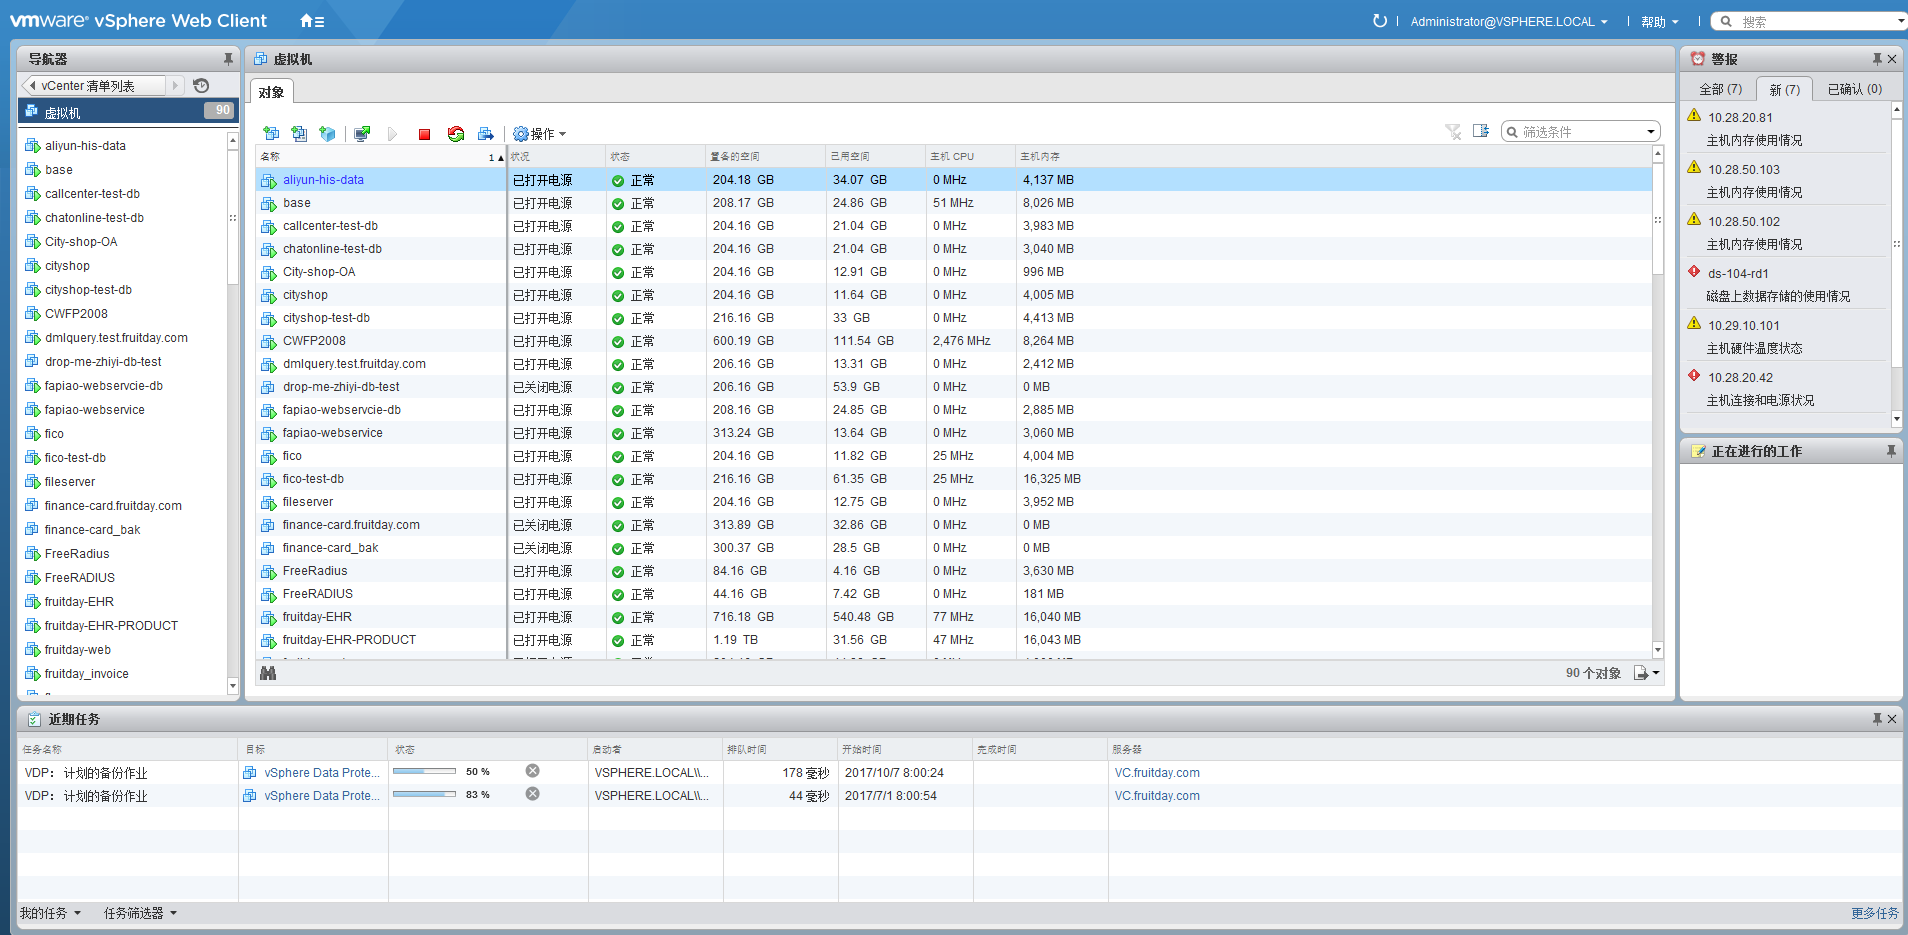 vmware® vSphere Web Client
Administrator@VSPHERE.LOCAL
帮助
搜索
导航器
vCenter 清单列表
虚拟机 90
aliyun-his-data
base
callcenter-test-db
chatonline-test-db
City-shop-OA
cityshop
cityshop-test-db
CWFP2008
dmlquery.test.fruitday.com
drop-me-zhiyi-db-test
fapiao-webservcie-db
fapiao-webservice
fico
fico-test-db
fileserver
finance-card.fruitday.com
finance-card_bak
FreeRadius
FreeRADIUS
fruitday-EHR
fruitday-EHR-PRODUCT
fruitday-web
fruitday_invoice
虚拟机
对象
操作
筛选条件
名称 1 ▲ 状况 状态 置备的空间 已用空间 主机 CPU 主机内存
aliyun-his-data 已打开电源 正常 204.18 GB 34.07 GB 0 MHz 4,137 MB
base 已打开电源 正常 208.17 GB 24.86 GB 51 MHz 8,026 MB
callcenter-test-db 已打开电源 正常 204.16 GB 21.04 GB 0 MHz 3,983 MB
chatonline-test-db 已打开电源 正常 204.16 GB 21.04 GB 0 MHz 3,040 MB
City-shop-OA 已打开电源 正常 204.16 GB 12.91 GB 0 MHz 996 MB
cityshop 已打开电源 正常 204.16 GB 11.64 GB 0 MHz 4,005 MB
cityshop-test-db 已打开电源 正常 216.16 GB 33 GB 0 MHz 4,413 MB
CWFP2008 已打开电源 正常 600.19 GB 111.54 GB 2,476 MHz 8,264 MB
dmlquery.test.fruitday.com 已打开电源 正常 206.16 GB 13.31 GB 0 MHz 2,412 MB
drop-me-zhiyi-db-test 已关闭电源 正常 206.16 GB 53.9 GB 0 MHz 0 MB
fapiao-webservcie-db 已打开电源 正常 208.16 GB 24.85 GB 0 MHz 2,885 MB
fapiao-webservice 已打开电源 正常 313.24 GB 13.64 GB 0 MHz 3,060 MB
fico 已打开电源 正常 204.16 GB 11.82 GB 25 MHz 4,004 MB
fico-test-db 已打开电源 正常 216.16 GB 61.35 GB 25 MHz 16,325 MB
fileserver 已打开电源 正常 204.16 GB 12.75 GB 0 MHz 3,952 MB
finance-card.fruitday.com 已关闭电源 正常 313.89 GB 32.86 GB 0 MHz 0 MB
finance-card_bak 已关闭电源 正常 300.37 GB 28.5 GB 0 MHz 0 MB
FreeRadius 已打开电源 正常 84.16 GB 4.16 GB 0 MHz 3,630 MB
FreeRADIUS 已打开电源 正常 44.16 GB 7.42 GB 0 MHz 181 MB
fruitday-EHR 已打开电源 正常 716.18 GB 540.48 GB 77 MHz 16,040 MB
fruitday-EHR-PRODUCT 已打开电源 正常 1.19 TB 31.56 GB 47 MHz 16,043 MB
90 个对象
警报
全部 (7) 新 (7) 已确认 (0)
10.28.20.81
主机内存使用情况
10.28.50.103
主机内存使用情况
10.28.50.102
主机内存使用情况
ds-104-rd1
磁盘上数据存储的使用情况
10.29.10.101
主机硬件温度状态
10.28.20.42
主机连接和电源状况
正在进行的工作
近期任务
任务名称 目标 状态 启动者 排队时间 开始时间 完成时间 服务器
VDP: 计划的备份作业 vSphere Data Prote... 50 % VSPHERE.LOCAL\\... 178 毫秒 2017/10/7 8:00:24 VC.fruitday.com
VDP: 计划的备份作业 vSphere Data Prote... 83 % VSPHERE.LOCAL\\... 44 毫秒 2017/7/1 8:00:54 VC.fruitday.com
我的任务 任务筛选器 更多任务